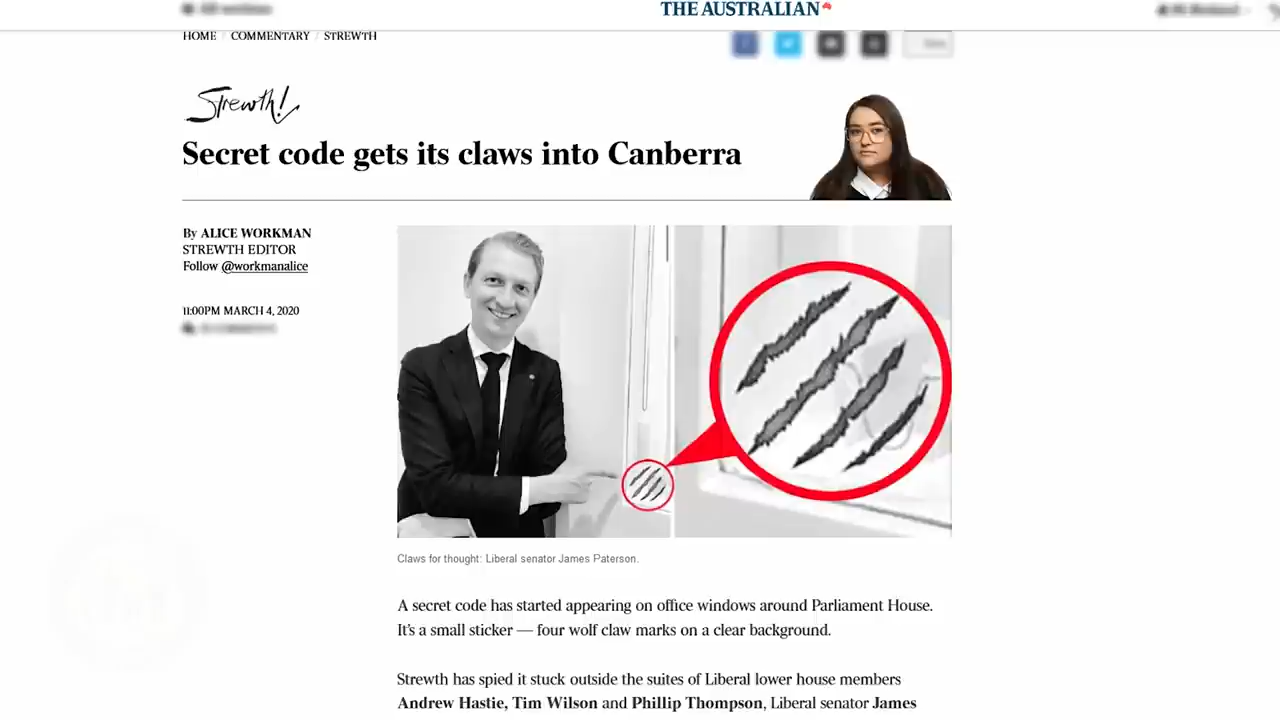 THE AUSTRALIAN
HOME / COMMENTARY / STREWTH
Strewth!
Secret code gets its claws into Canberra
By ALICE WORKMAN
STREWTH EDITOR
Follow @workmanalice
11:00PM MARCH 4, 2020
Claws for thought: Liberal senator James Paterson.
A secret code has started appearing on office windows around Parliament House.
It's a small sticker — four wolf claw marks on a clear background.
Strewth has spied it stuck outside the suites of Liberal lower house members
Andrew Hastie, Tim Wilson and Phillip Thompson, Liberal senator James